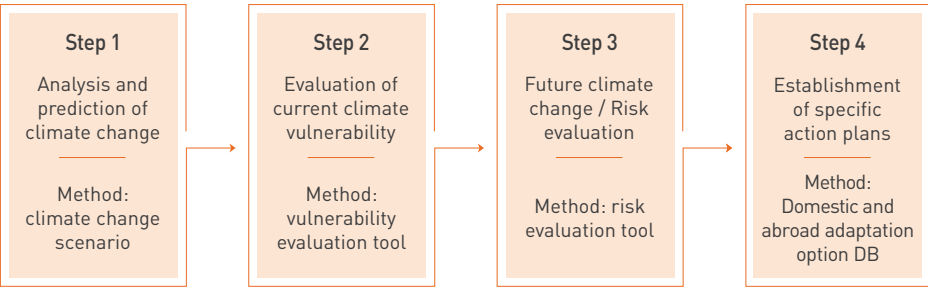 Step 1
Analysis and
prediction of
climate change
Method:
climate change
scenario
Step 2
Evaluation of
current climate
vulnerability
Method:
vulnerability
evaluation tool
Step 3
Future climate
change / Risk
evaluation
Method: risk
evaluation tool
Step 4
Establishment
of specific
action plans
Method:
Domestic and
abroad adaptation
option DB